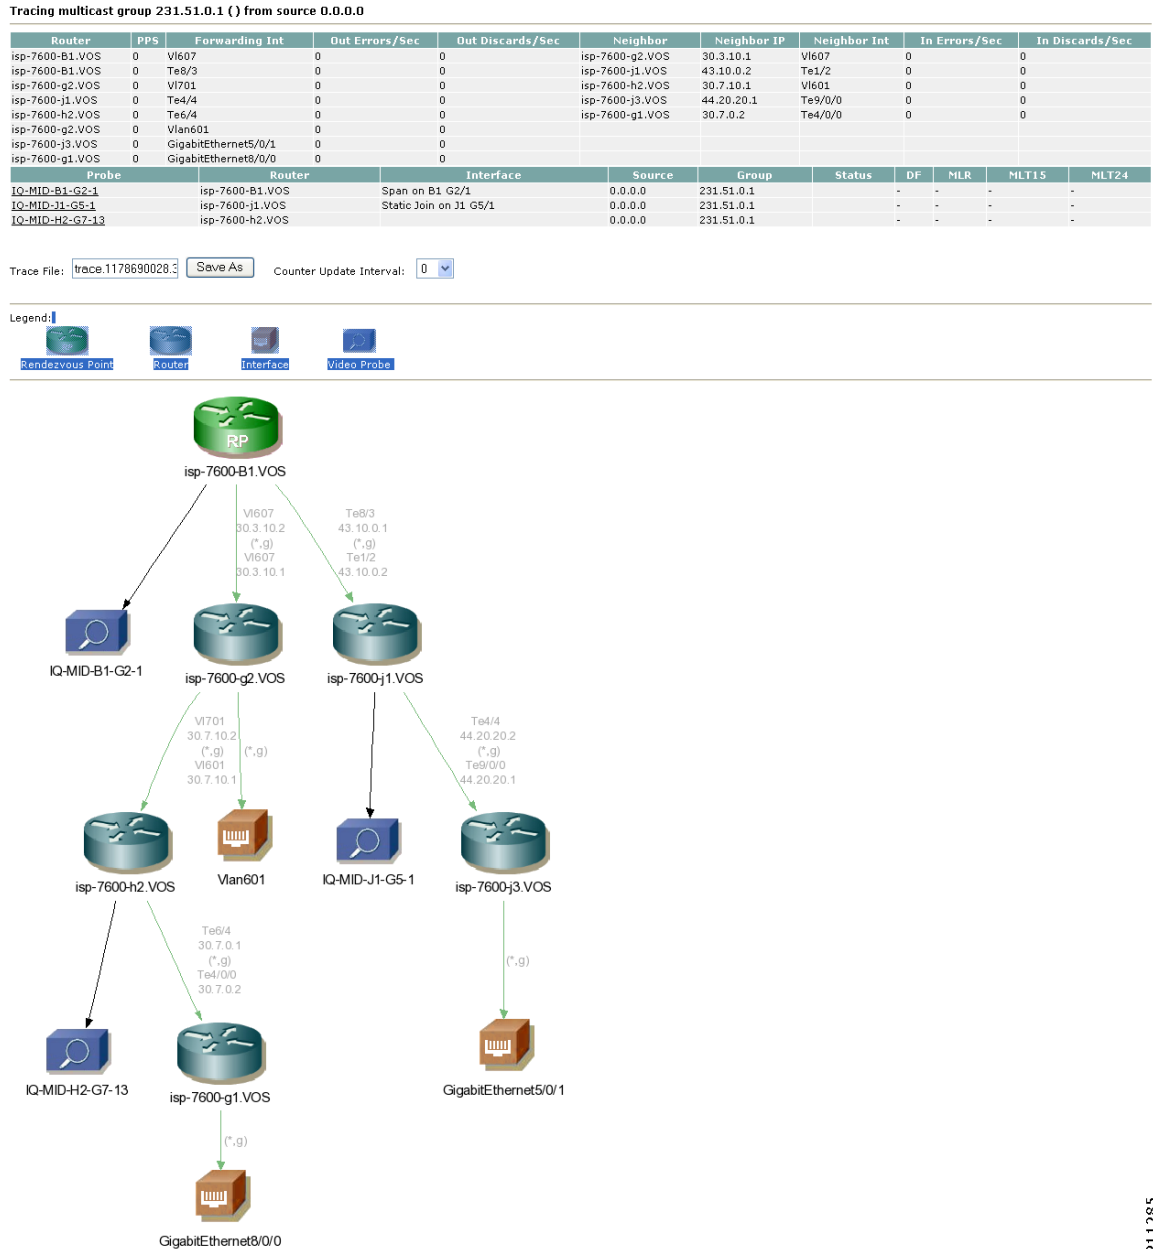 Tracing multicast group 231.51.0.1 ( ) from source 0.0.0.0
Router PPS Forwarding Int Out Errors/Sec Out Discards/Sec Neighbor Neighbor IP Neighbor Int In Errors/Sec In Discards/Sec
isp-7600-B1.VOS 0 Vl607 0 0 isp-7600-g2.VOS 30.3.10.1 Vl607 0 0
isp-7600-B1.VOS 0 Te8/3 0 0 isp-7600-j1.VOS 43.10.0.2 Te1/2 0 0
isp-7600-g2.VOS 0 Vl701 0 0 isp-7600-h2.VOS 30.7.10.1 Vl601 0 0
isp-7600-j1.VOS 0 Te4/4 0 0 isp-7600-j3.VOS 44.20.20.1 Te9/0/0 0 0
isp-7600-h2.VOS 0 Te6/4 0 0 isp-7600-g1.VOS 30.7.0.2 Te4/0/0 0 0
isp-7600-g2.VOS 0 Vlan601 0 0
isp-7600-j3.VOS 0 GigabitEthernet5/0/1 0 0
isp-7600-g1.VOS 0 GigabitEthernet8/0/0 0 0
Probe Router Interface Source Group Status DF MLR MLT15 MLT24
IQ-MID-B1-G2-1 isp-7600-B1.VOS Span on B1 G2/1 0.0.0.0 231.51.0.1 - - - -
IQ-MID-J1-G5-1 isp-7600-j1.VOS Static Join on J1 G5/1 0.0.0.0 231.51.0.1 - - - -
IQ-MID-H2-G7-13 isp-7600-h2.VOS 0.0.0.0 231.51.0.1 - - - -
Trace File: trace.1178690028.3 Save As Counter Update Interval: 0
Legend:
Rendezvous Point Router Interface Video Probe
RP
isp-7600-B1.VOS
Vl607 Te8/3
30.3.10.2 43.10.0.1
(*,g) (*,g)
Vl607 Te1/2
30.3.10.1 43.10.0.2
IQ-MID-B1-G2-1 isp-7600-g2.VOS isp-7600-j1.VOS
Vl701 Te4/4
30.7.10.2 44.20.20.2
(*,g) (*,g) (*,g)
Vl601 Te9/0/0
30.7.10.1 44.20.20.1
isp-7600-h2.VOS Vlan601 IQ-MID-J1-G5-1 isp-7600-j3.VOS
Te6/4
30.7.0.1
(*,g) (*,g)
Te4/0/0
30.7.0.2
IQ-MID-H2-G7-13 isp-7600-g1.VOS GigabitEthernet5/0/1
(*,g)
GigabitEthernet8/0/0